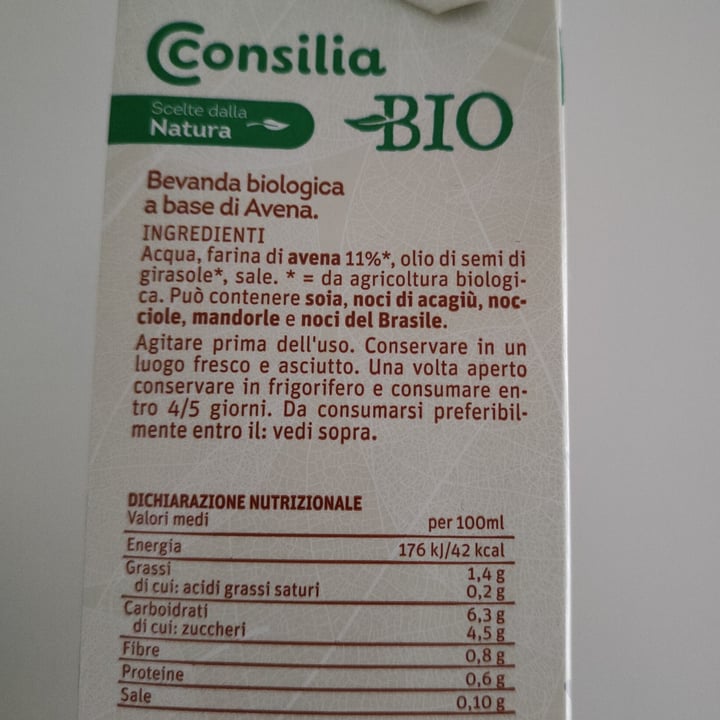 Consilia
Scelte dalla
Natura
BIO
Bevanda biologica
a base di Avena.
INGREDIENTI
Acqua, farina di avena 11%*, olio di semi di
girasole*, sale. * = da agricoltura biologi-
ca. Può contenere soia, noci di acagiù, noc-
ciole, mandorle e noci del Brasile.
Agitare prima dell'uso. Conservare in un
luogo fresco e asciutto. Una volta aperto
conservare in frigorifero e consumare en-
tro 4/5 giorni. Da consumarsi preferibil-
mente entro il: vedi sopra.
DICHIARAZIONE NUTRIZIONALE
Valori medi per 100ml
Energia 176 kJ/42 kcal
Grassi 1,4 g
di cui: acidi grassi saturi 0,2 g
Carboidrati 6,3 g
di cui: zuccheri 4,5 g
Fibre 0,8 g
Proteine 0,6 g
Sale 0,10 g